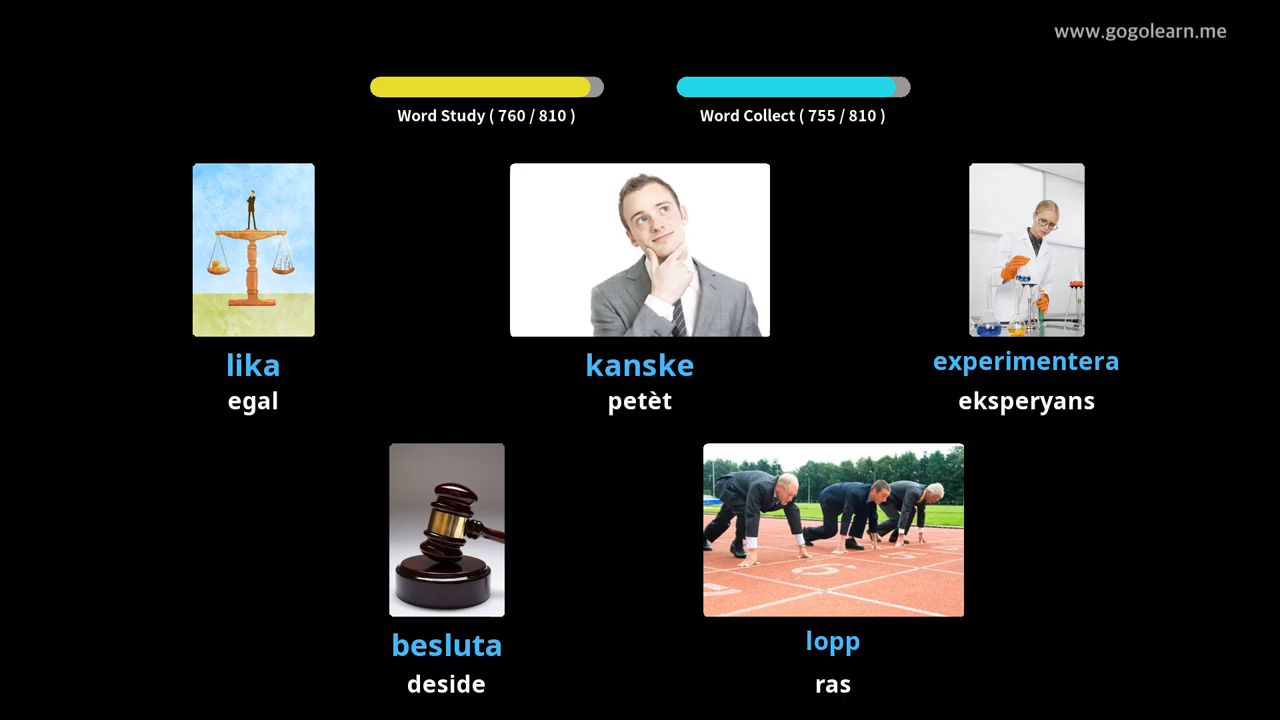 www.gogolearn.me
Word Study ( 760 / 810 )
Word Collect ( 755 / 810 )
lika
egal
kanske
petèt
experimentera
eksperyans
besluta
deside
lopp
ras